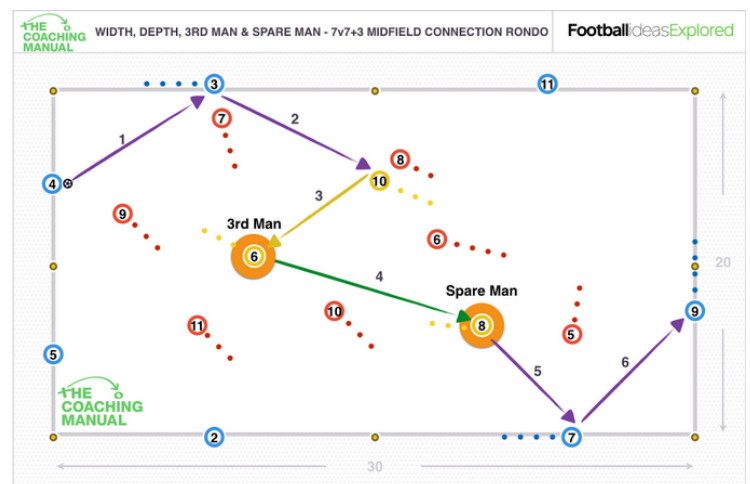 THE
COACHING
MANUAL
WIDTH, DEPTH, 3RD MAN & SPARE MAN - 7v7+3 MIDFIELD CONNECTION RONDO
FootballideasExplored
3
11
7
2
1
8
10
4
3
9
3rd Man
6
6
4
20
Spare Man
10
9
11
8
5
5
6
5
THE
COACHING
MANUAL
2
7
30